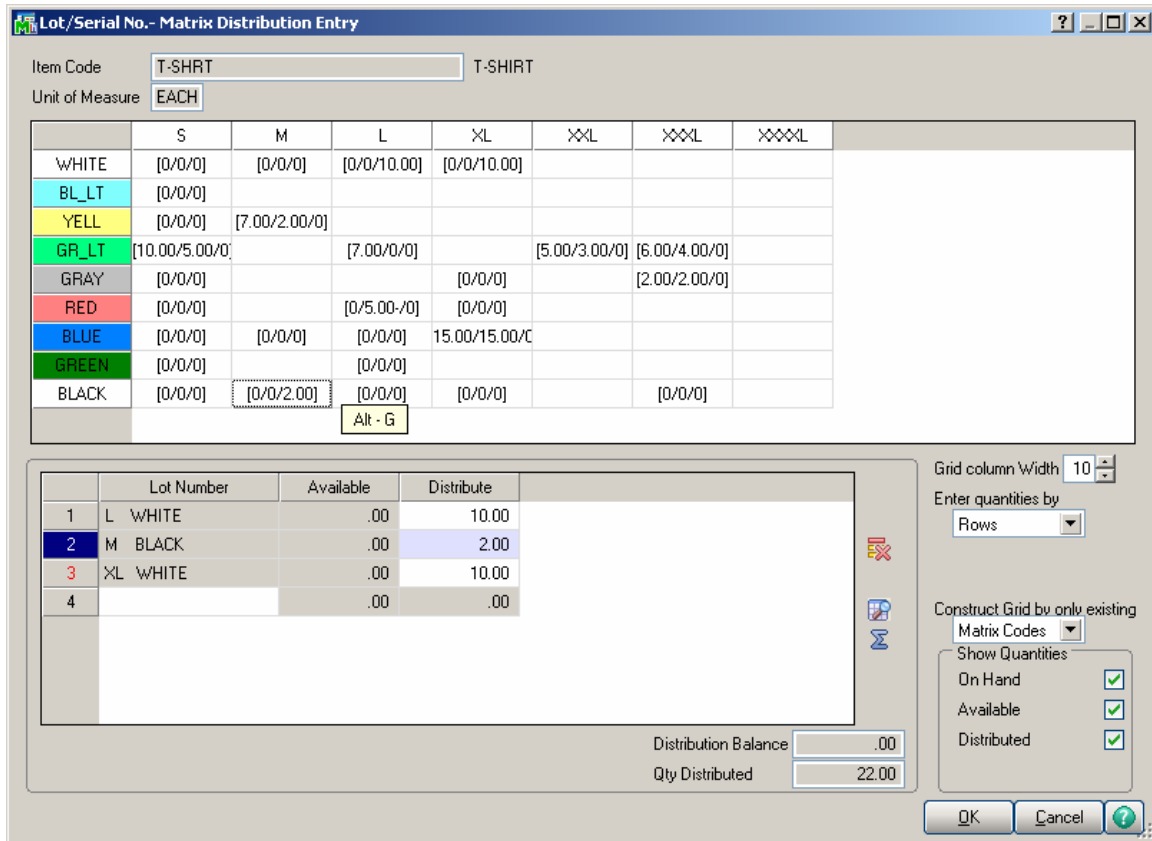 Lot/Serial No.- Matrix Distribution Entry
Item Code T-SHRT T-SHIRT
Unit of Measure EACH
S M L XL XXL XXXL XXXXL
WHITE [0/0/0] [0/0/0] [0/0/10.00] [0/0/10.00]
BL_LT [0/0/0]
YELL [0/0/0] [7.00/2.00/0]
GR_LT [10.00/5.00/0] [7.00/0/0] [5.00/3.00/0] [6.00/4.00/0]
GRAY [0/0/0] [0/0/0] [2.00/2.00/0]
RED [0/0/0] [0/5.00-/0] [0/0/0]
BLUE [0/0/0] [0/0/0] [0/0/0] 15.00/15.00/0
GREEN [0/0/0] [0/0/0]
BLACK [0/0/0] [0/0/2.00] [0/0/0] [0/0/0] [0/0/0]
Alt - G
Grid column Width 10
Enter quantities by
Rows
Lot Number Available Distribute
1 L WHITE .00 10.00
2 M BLACK .00 2.00
3 XL WHITE .00 10.00
4 .00 .00
Construct Grid by only existing
Matrix Codes
Show Quantities
On Hand
Available
Distributed
Distribution Balance .00
Qty Distributed 22.00
OK Cancel